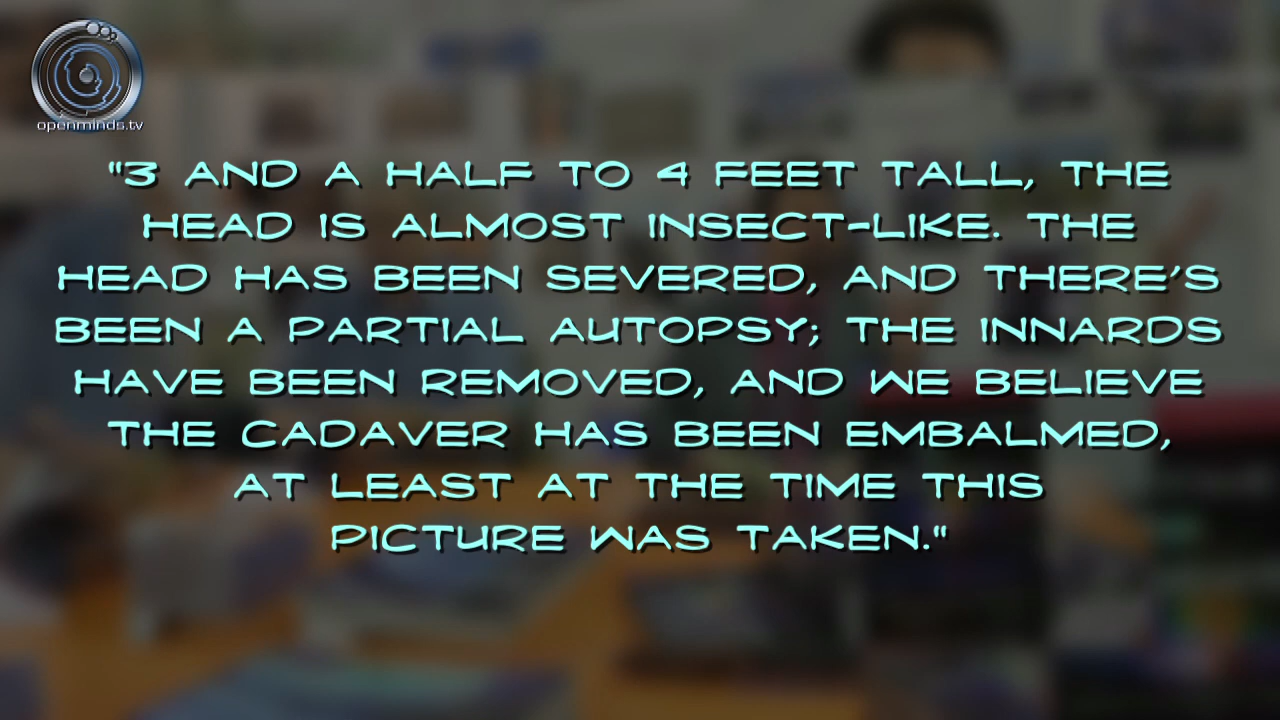 openminds.tv
"3 AND A HALF TO 4 FEET TALL, THE
HEAD IS ALMOST INSECT-LIKE. THE
HEAD HAS BEEN SEVERED, AND THERE'S
BEEN A PARTIAL AUTOPSY; THE INNARDS
HAVE BEEN REMOVED, AND WE BELIEVE
THE CADAVER HAS BEEN EMBALMED,
AT LEAST AT THE TIME THIS
PICTURE WAS TAKEN."